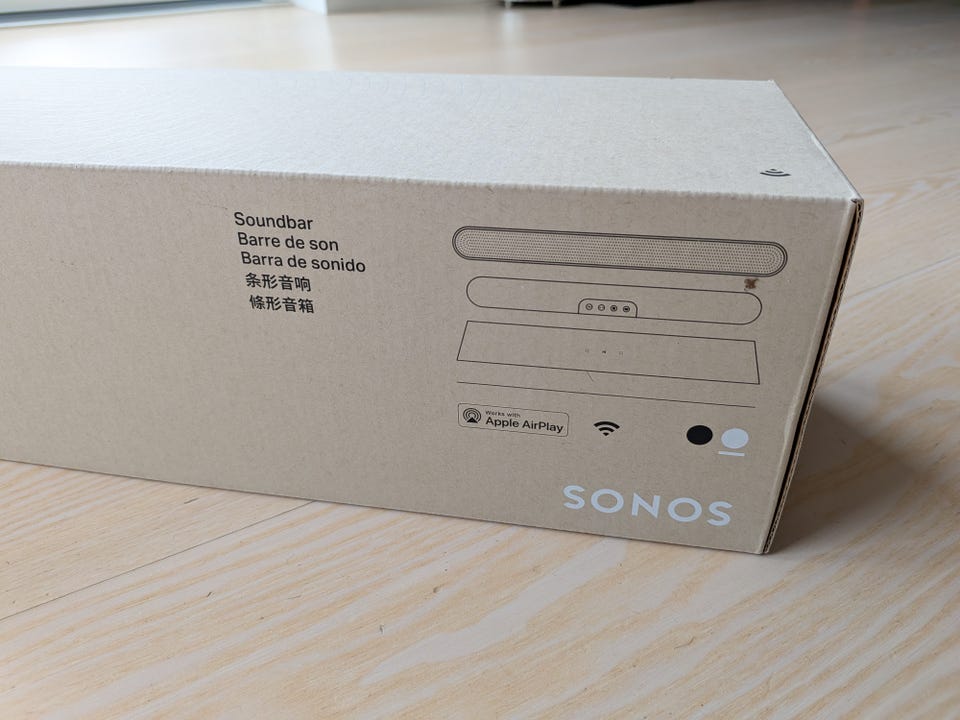 Soundbar
Barre de son
Barra de sonido
条形音响
條形音箱
Works with
Apple AirPlay
SONOS